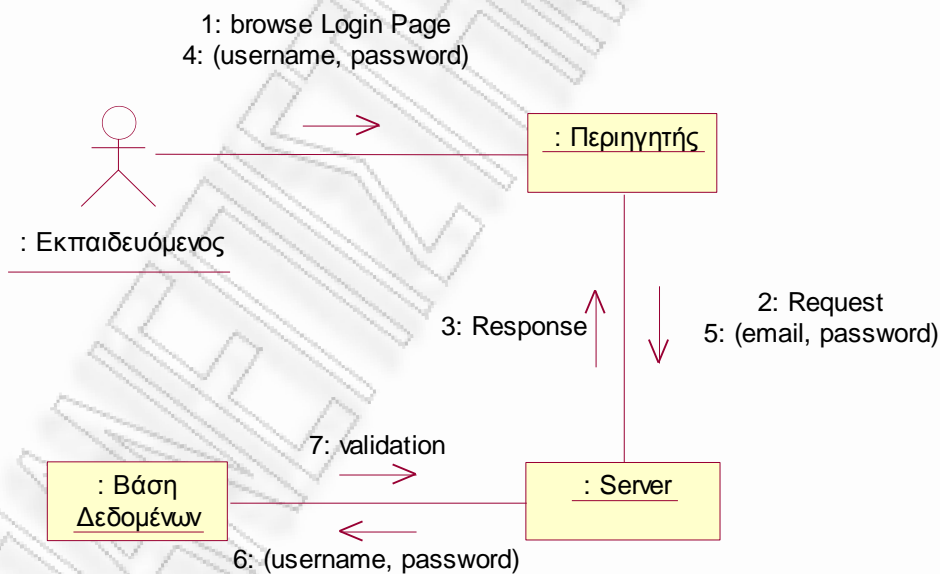 1: browse Login Page
4: (username, password)
: Περιηγητής
: Εκπαιδευόμενος
3: Response
2: Request
5: (email, password)
7: validation
: Βάση
Δεδομένων
: Server
6: (username, password)